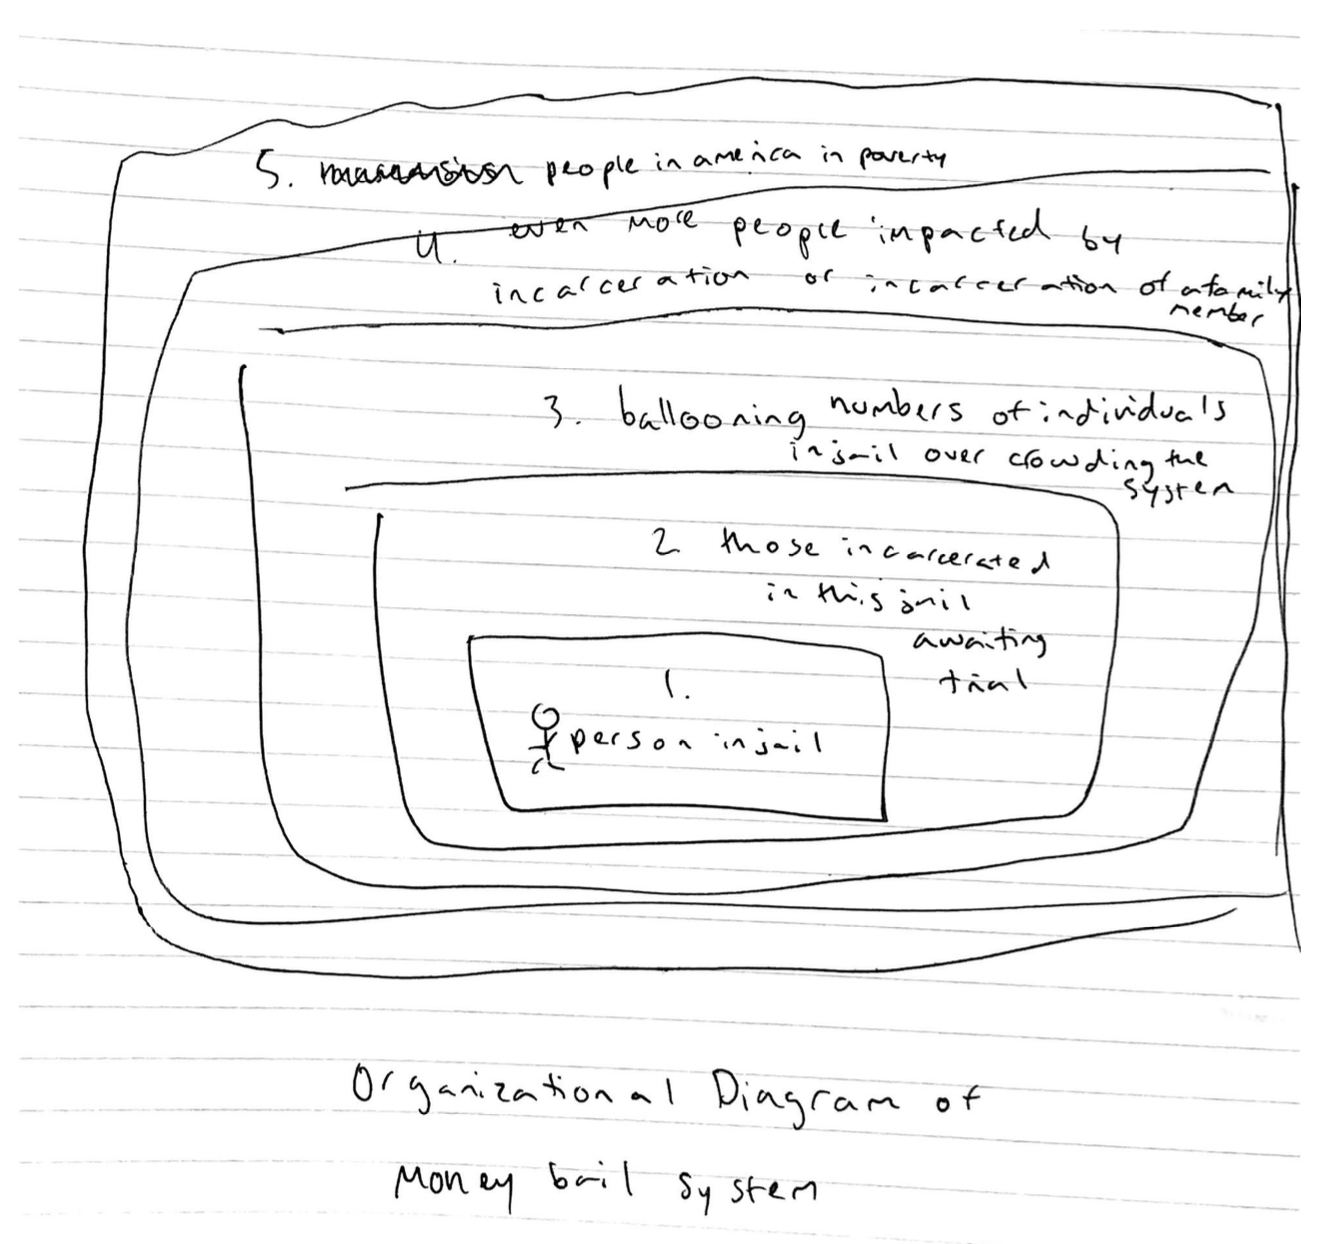 5. people in america in poverty
4. even more people impacted by
incarceration or incarceration of a family
member
3. ballooning numbers of individuals
in jail over crowding the
system
2 those incarcerated
in this jail
awaiting
trial
1.
person in jail
Organizational Diagram of
Money bail system